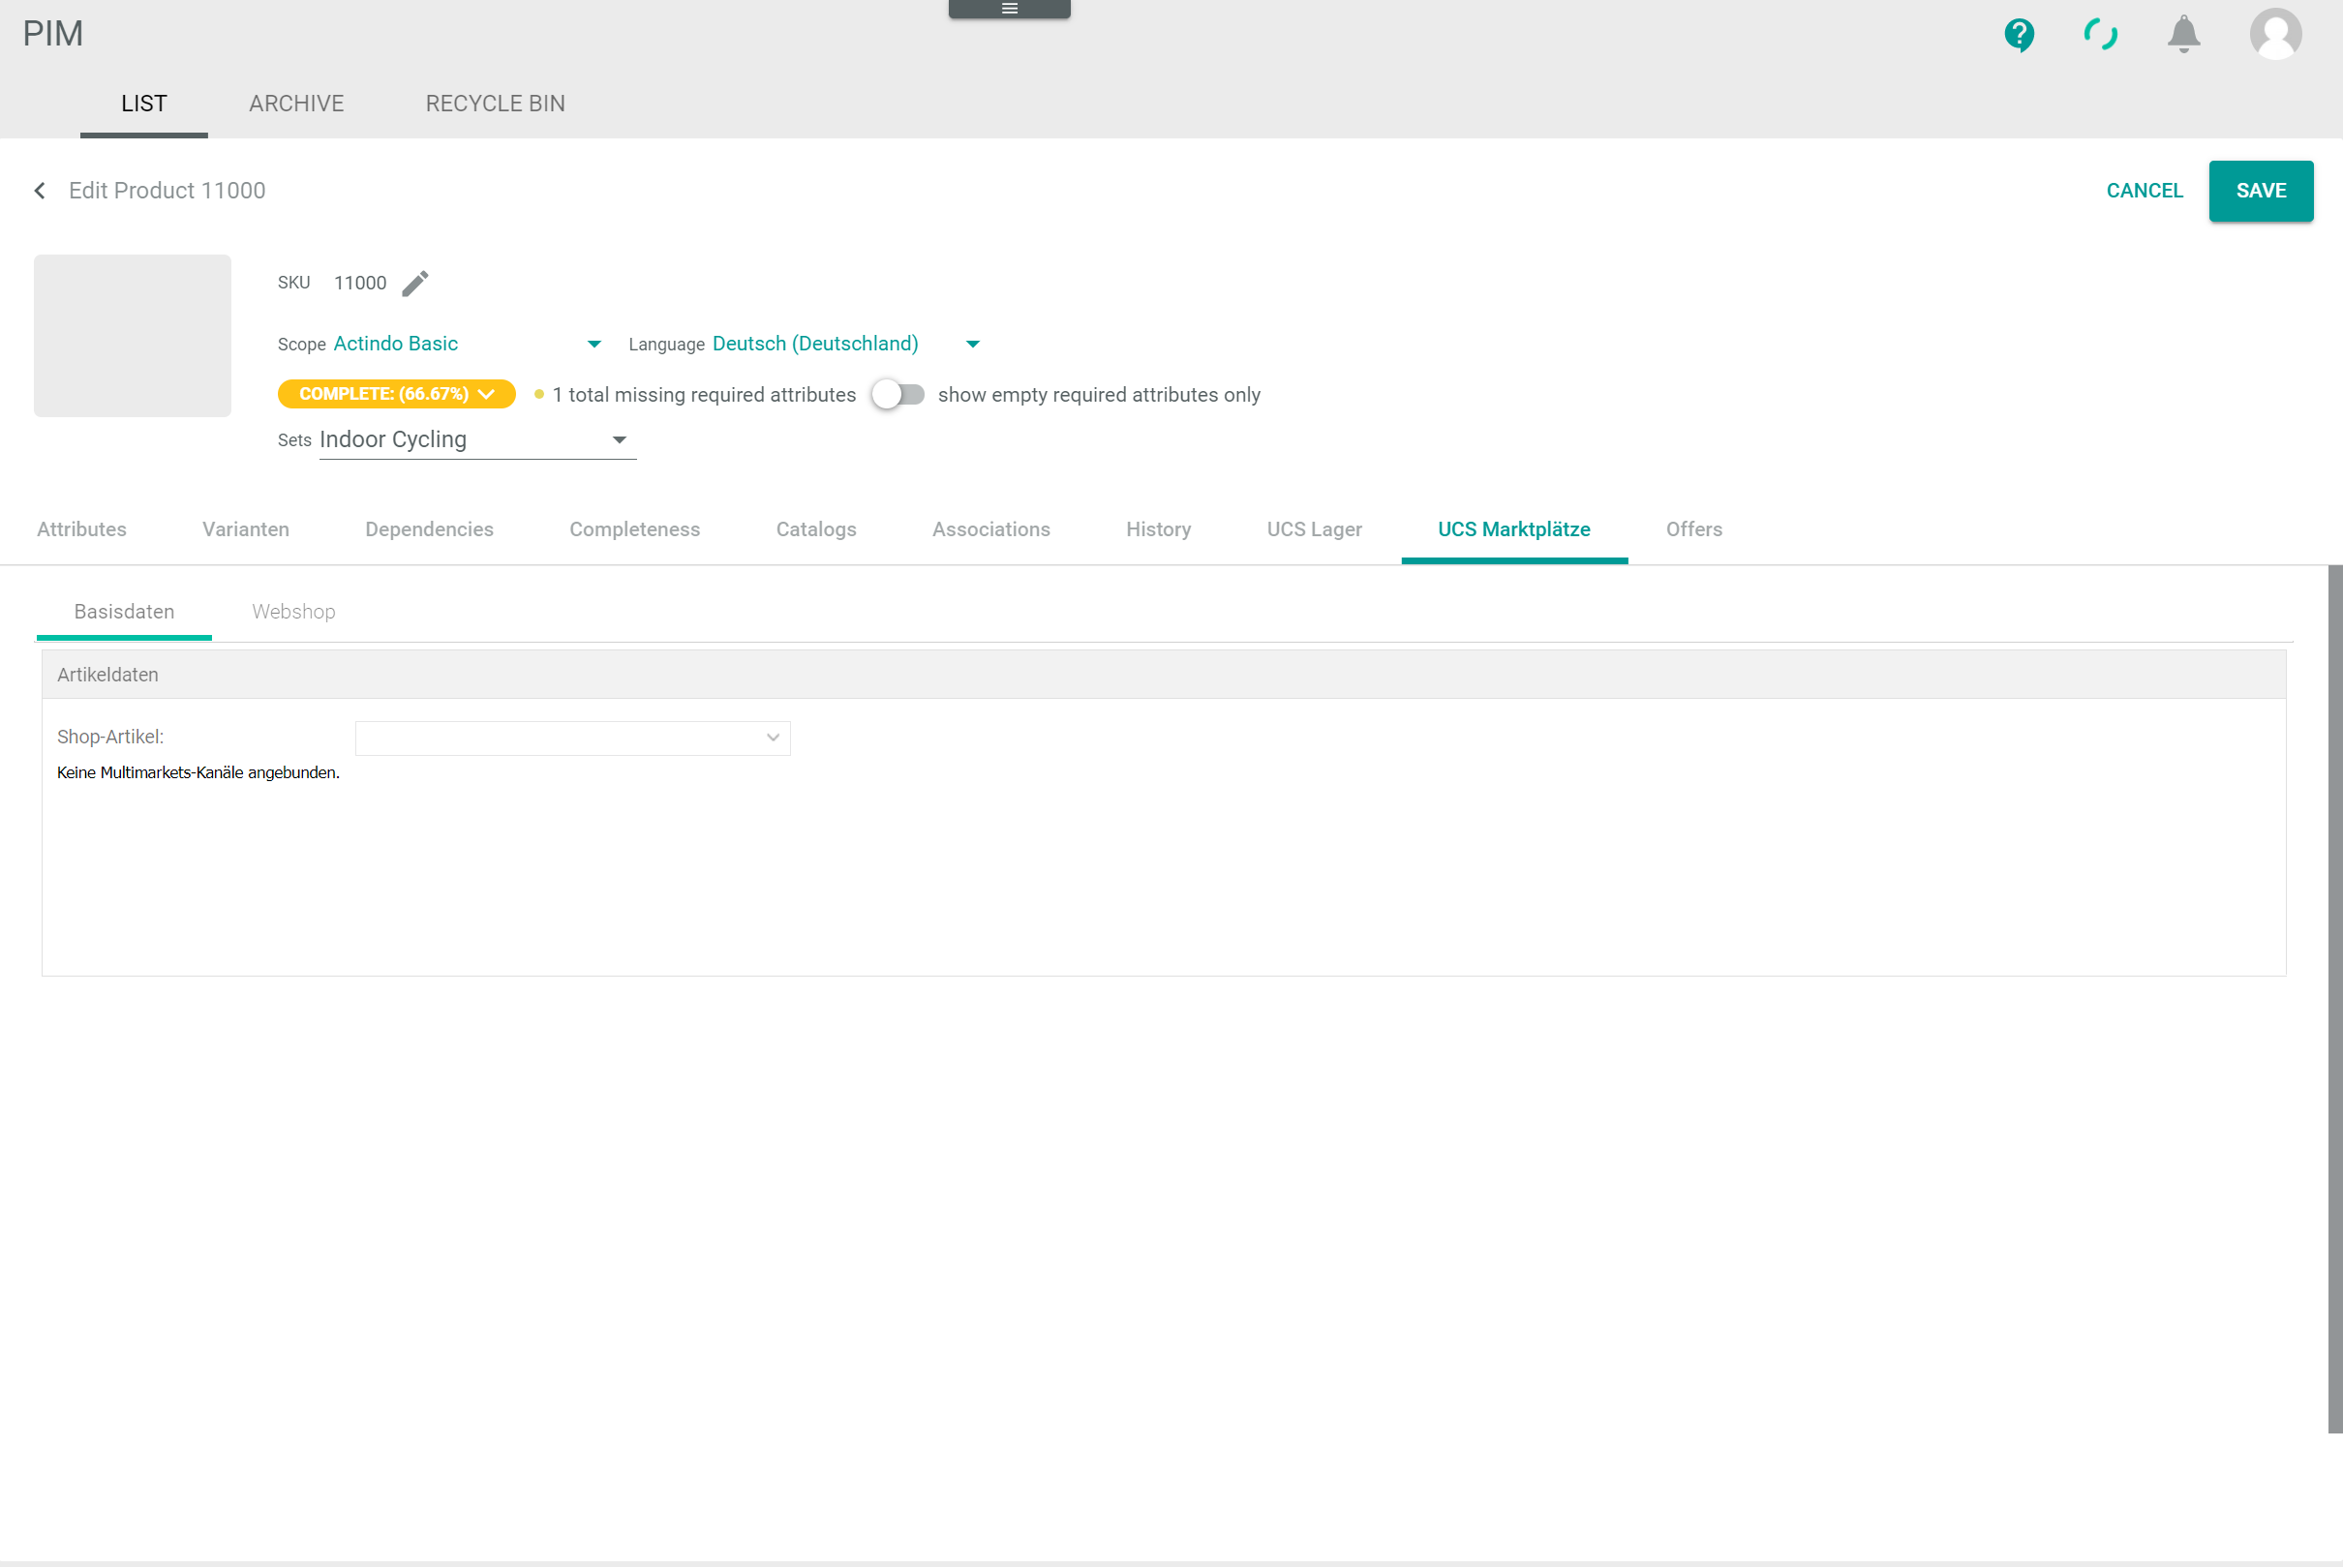 PIM
LIST ARCHIVE RECYCLE BIN
Edit Product 11000 CANCEL SAVE
SKU 11000
Scope Actindo Basic Language Deutsch (Deutschland)
COMPLETE: (66.67%) 1 total missing required attributes show empty required attributes only
Sets Indoor Cycling
Attributes Varianten Dependencies Completeness Catalogs Associations History UCS Lager UCS Marktplätze Offers
Basisdaten Webshop
Artikeldaten
Shop-Artikel:
Keine Multimarkets-Kanäle angebunden.